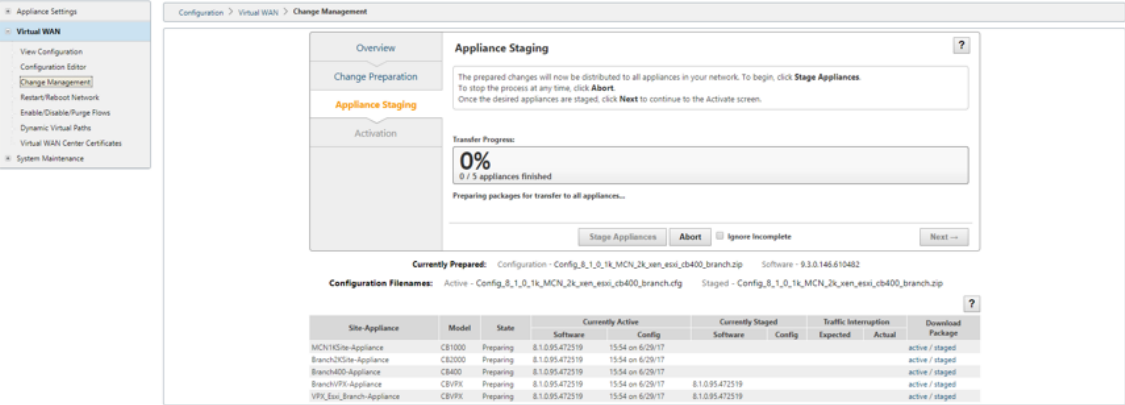 Appliance Settings
Virtual WAN
View Configuration
Configuration Editor
Change Management
Restart/Reboot Network
Enable/Disable/Purge Flows
Dynamic Virtual Paths
Virtual WAN Center Certificates
System Maintenance
Configuration > Virtual WAN > Change Management
Overview
Change Preparation
Appliance Staging
Activation
Appliance Staging
?
The prepared changes will now be distributed to all appliances in your network. To begin, click Stage Appliances.
To stop the process at any time, click Abort.
Once the desired appliances are staged, click Next to continue to the Activate screen.
Transfer Progress:
0%
0 / 5 appliances finished
Preparing packages for transfer to all appliances...
Stage Appliances Abort Ignore Incomplete Next →
Currently Prepared: Configuration - Config_8_1_0_1k_MCN_2k_xen_esxi_cb400_branch.zip Software - 9.3.0.146.610482
Configuration Filenames: Active - Config_8_1_0_1k_MCN_2k_xen_esxi_cb400_branch.cfg Staged - Config_8_1_0_1k_MCN_2k_xen_esxi_cb400_branch.zip
?
Site-Appliance Model State Currently Active Currently Staged Traffic Interruption Download Package
Software Config Software Config Expected Actual
MCN1KSite-Appliance CB1000 Preparing 8.1.0.95.472519 15:54 on 6/29/17 active / staged
Branch2KSite-Appliance CB2000 Preparing 8.1.0.95.472519 15:54 on 6/29/17 active / staged
Branch400-Appliance CB400 Preparing 8.1.0.95.472519 15:54 on 6/29/17 active / staged
BranchVPX-Appliance CBVPX Preparing 8.1.0.95.472519 15:54 on 6/29/17 8.1.0.95.472519 active / staged
VPX_Esxi_Branch-Appliance CBVPX Preparing 8.1.0.95.472519 15:54 on 6/29/17 8.1.0.95.472519 active / staged